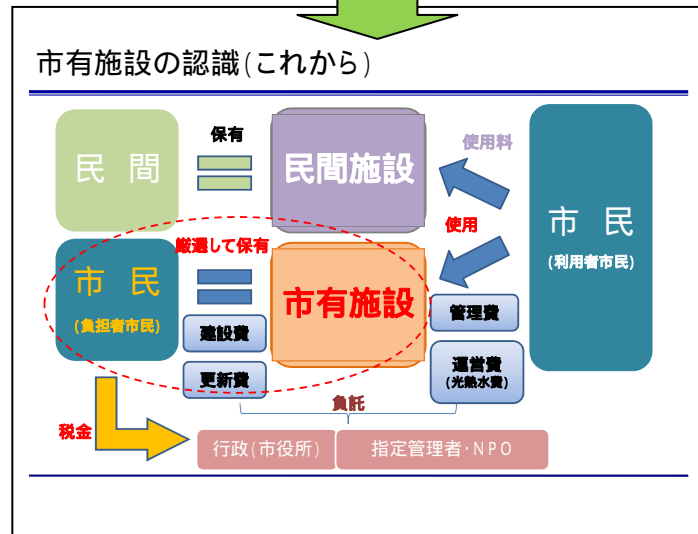 市有施設の認識(これから)
民 間
保有
民間施設
使用料
市 民
(利用者市民)
使用
厳選して保有
市 民
(負担者市民)
市有施設
建設費
更新費
管理費
運営費
(光熱水費)
負託
税金
行政(市役所)
指定管理者・NPO